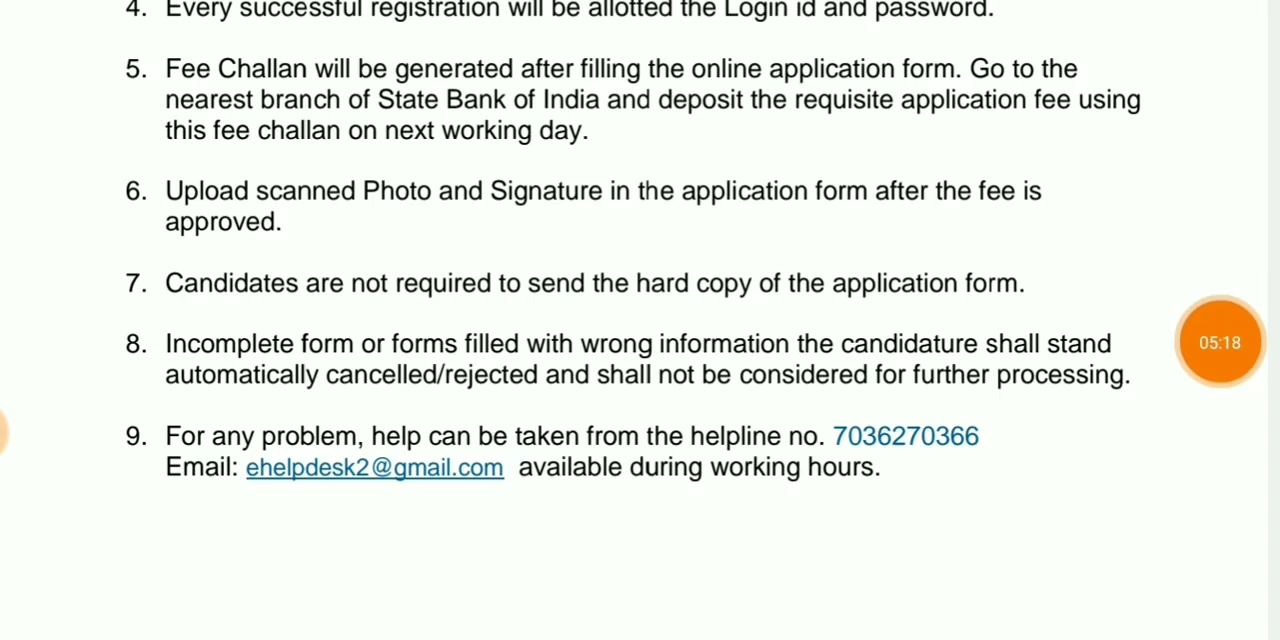 4. Every successful registration will be allotted the Login id and password.
5. Fee Challan will be generated after filling the online application form. Go to the
nearest branch of State Bank of India and deposit the requisite application fee using
this fee challan on next working day.
6. Upload scanned Photo and Signature in the application form after the fee is
approved.
7. Candidates are not required to send the hard copy of the application form.
8. Incomplete form or forms filled with wrong information the candidature shall stand
automatically cancelled/rejected and shall not be considered for further processing.
05:18
9. For any problem, help can be taken from the helpline no. 7036270366
Email: ehelpdesk2@gmail.com available during working hours.